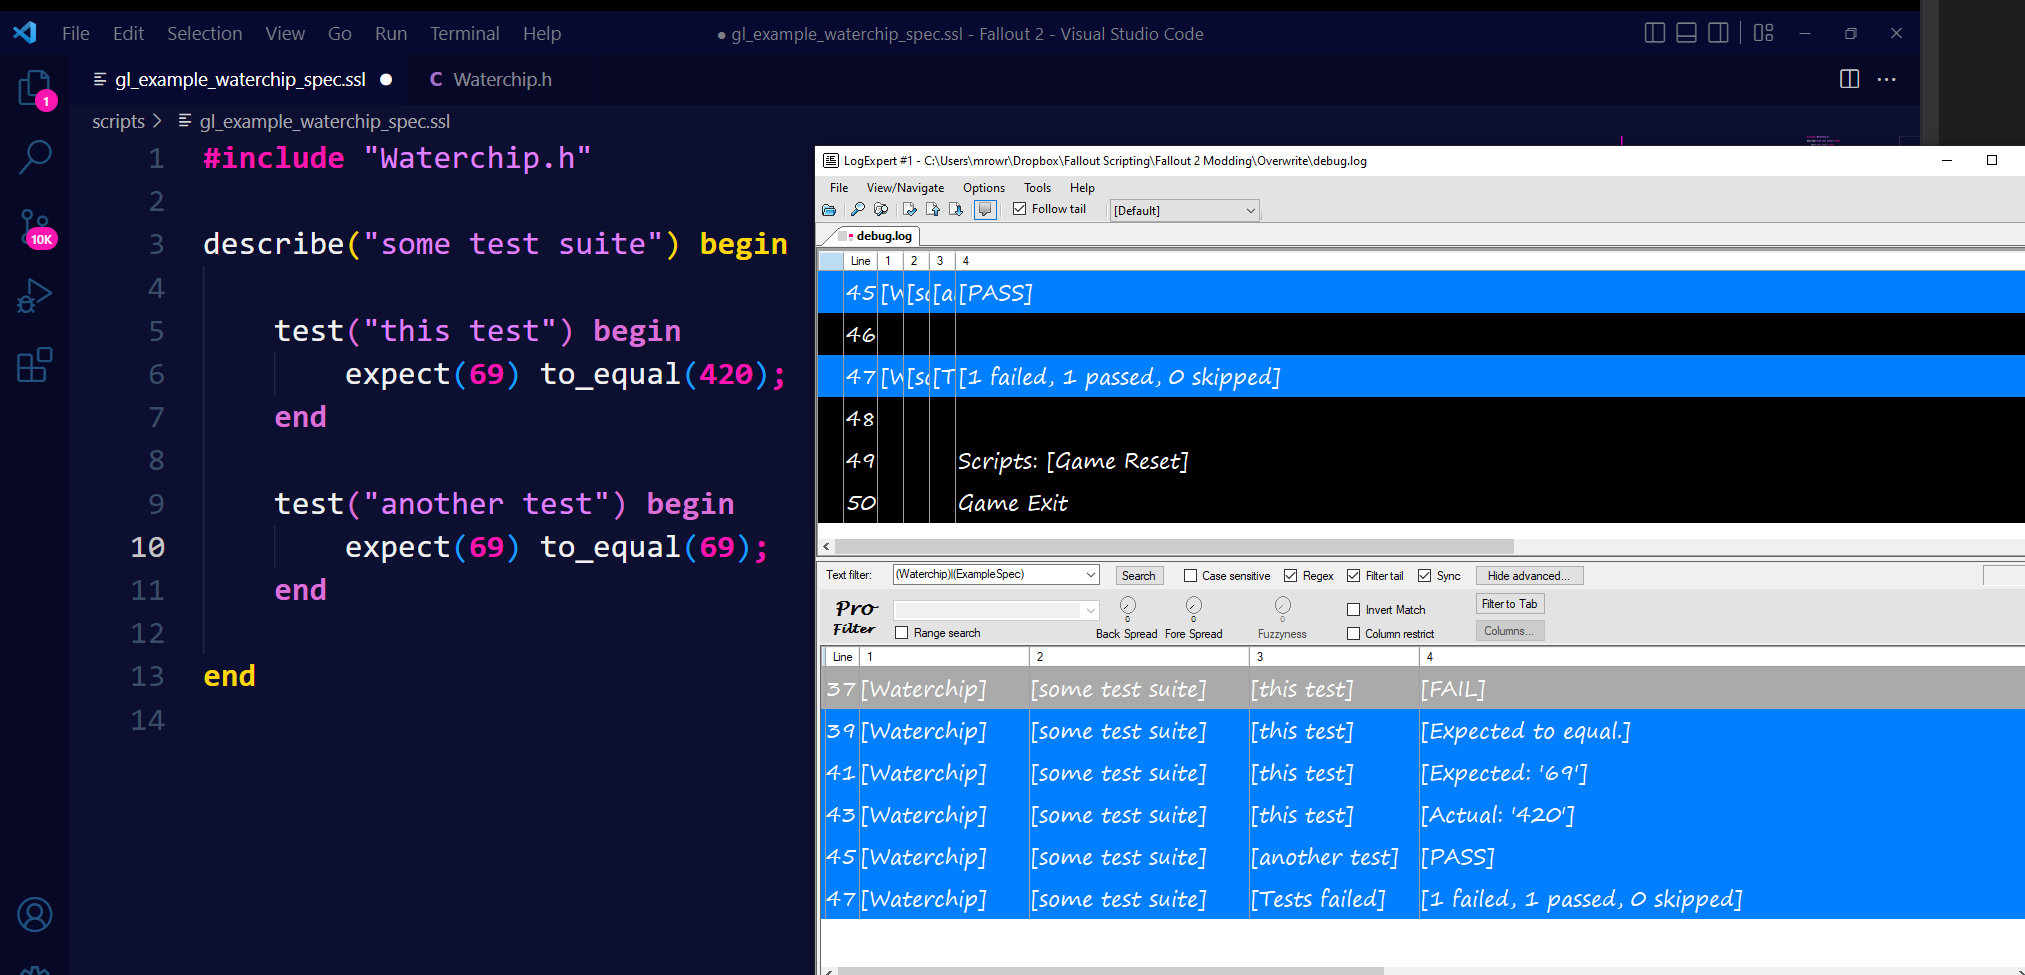 File Edit Selection View Go Run Terminal Help ● gl_example_waterchip_spec.ssl - Fallout 2 - Visual Studio Code
gl_example_waterchip_spec.ssl ● C Waterchip.h
scripts > gl_example_waterchip_spec.ssl
1
10K
1 #include "Waterchip.h"
2
3 describe("some test suite") begin
4
5 test("this test") begin
6 expect(69) to_equal(420);
7 end
8
9 test("another test") begin
10 expect(69) to_equal(69);
11 end
12
13 end
14
LogExpert #1 - C:\Users\mrowr\Dropbox\Fallout Scripting\Fallout 2 Modding\Overwrite\debug.log
File View/Navigate Options Tools Help
Follow tail [Default]
debug.log
Line 1 2 3 4
45 [W [so [a [PASS]
46
47 [W [so [T [1 failed, 1 passed, 0 skipped]
48
49 Scripts: [Game Reset]
50 Game Exit
Text filter: (Waterchip)|(ExampleSpec) Search Case sensitive Regex Filter tail Sync Hide advanced...
Pro Filter
Range search
0 Back Spread
0 Fore Spread
0 Fuzzyness
Invert Match
Column restrict
Filter to Tab
Columns...
Line 1 2 3 4
37 [Waterchip] [some test suite] [this test] [FAIL]
39 [Waterchip] [some test suite] [this test] [Expected to equal.]
41 [Waterchip] [some test suite] [this test] [Expected: '69']
43 [Waterchip] [some test suite] [this test] [Actual: '420']
45 [Waterchip] [some test suite] [another test] [PASS]
47 [Waterchip] [some test suite] [Tests failed] [1 failed, 1 passed, 0 skipped]